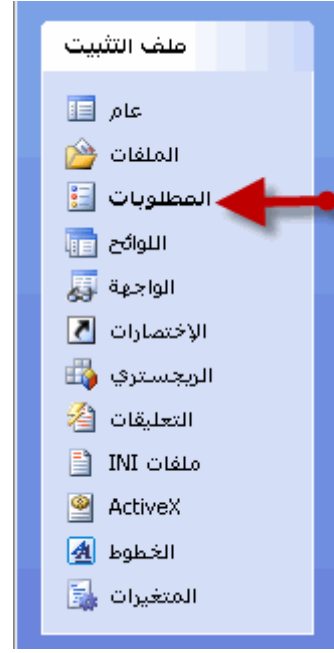 ملف التثبيت
عام
الملفات
المطلوبات
اللوائح
الواجهة
الإختصارات
الريجستري
التعليقات
ملفات INI
ActiveX
الخطوط
المتغيرات